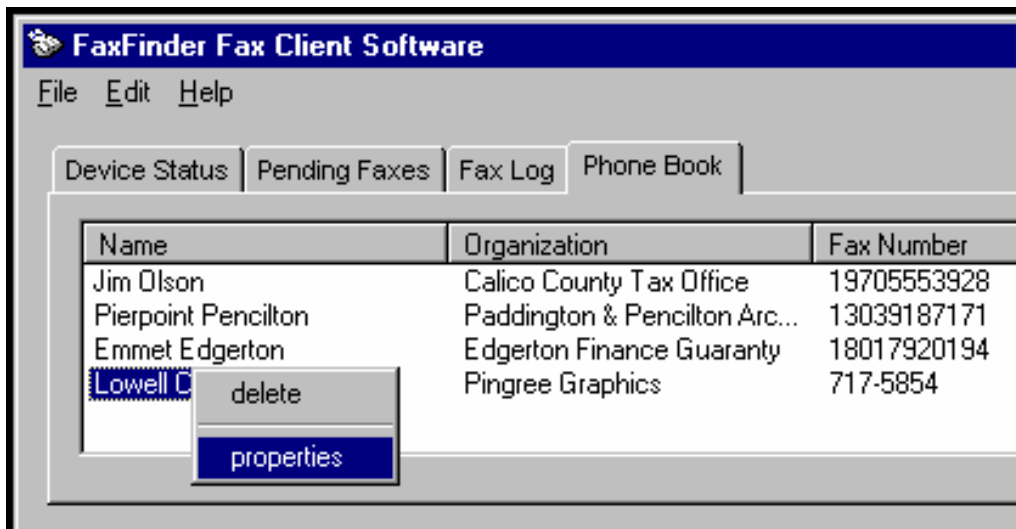 FaxFinder Fax Client Software
File Edit Help
Device Status Pending Faxes Fax Log Phone Book
Name Organization Fax Number
Jim Olson Calico County Tax Office 19705553928
Pierpoint Pencilton Paddington & Pencilton Arc... 13039187171
Emmet Edgerton Edgerton Finance Guaranty 18017920194
Lowell Pingree Graphics 717-5854
delete
properties